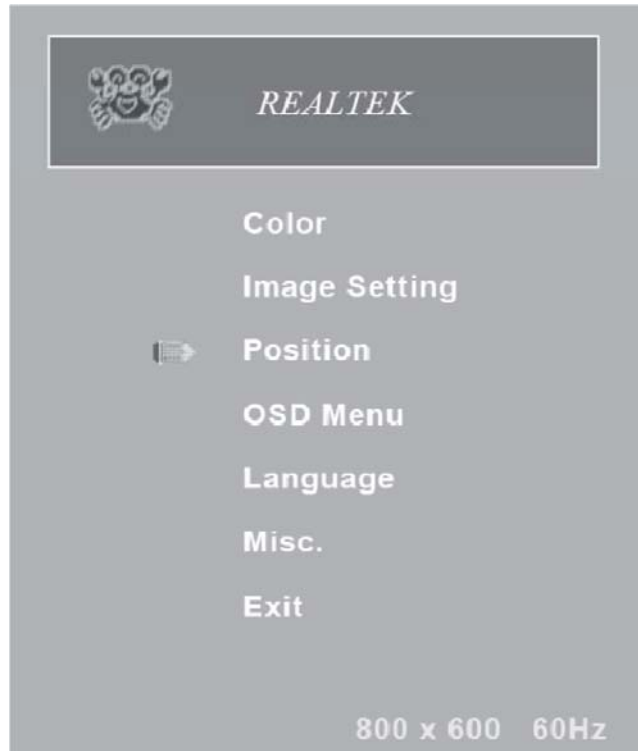 REALTEK
Color
Image Setting
Position
OSD Menu
Language
Misc.
Exit
800 x 600 60Hz